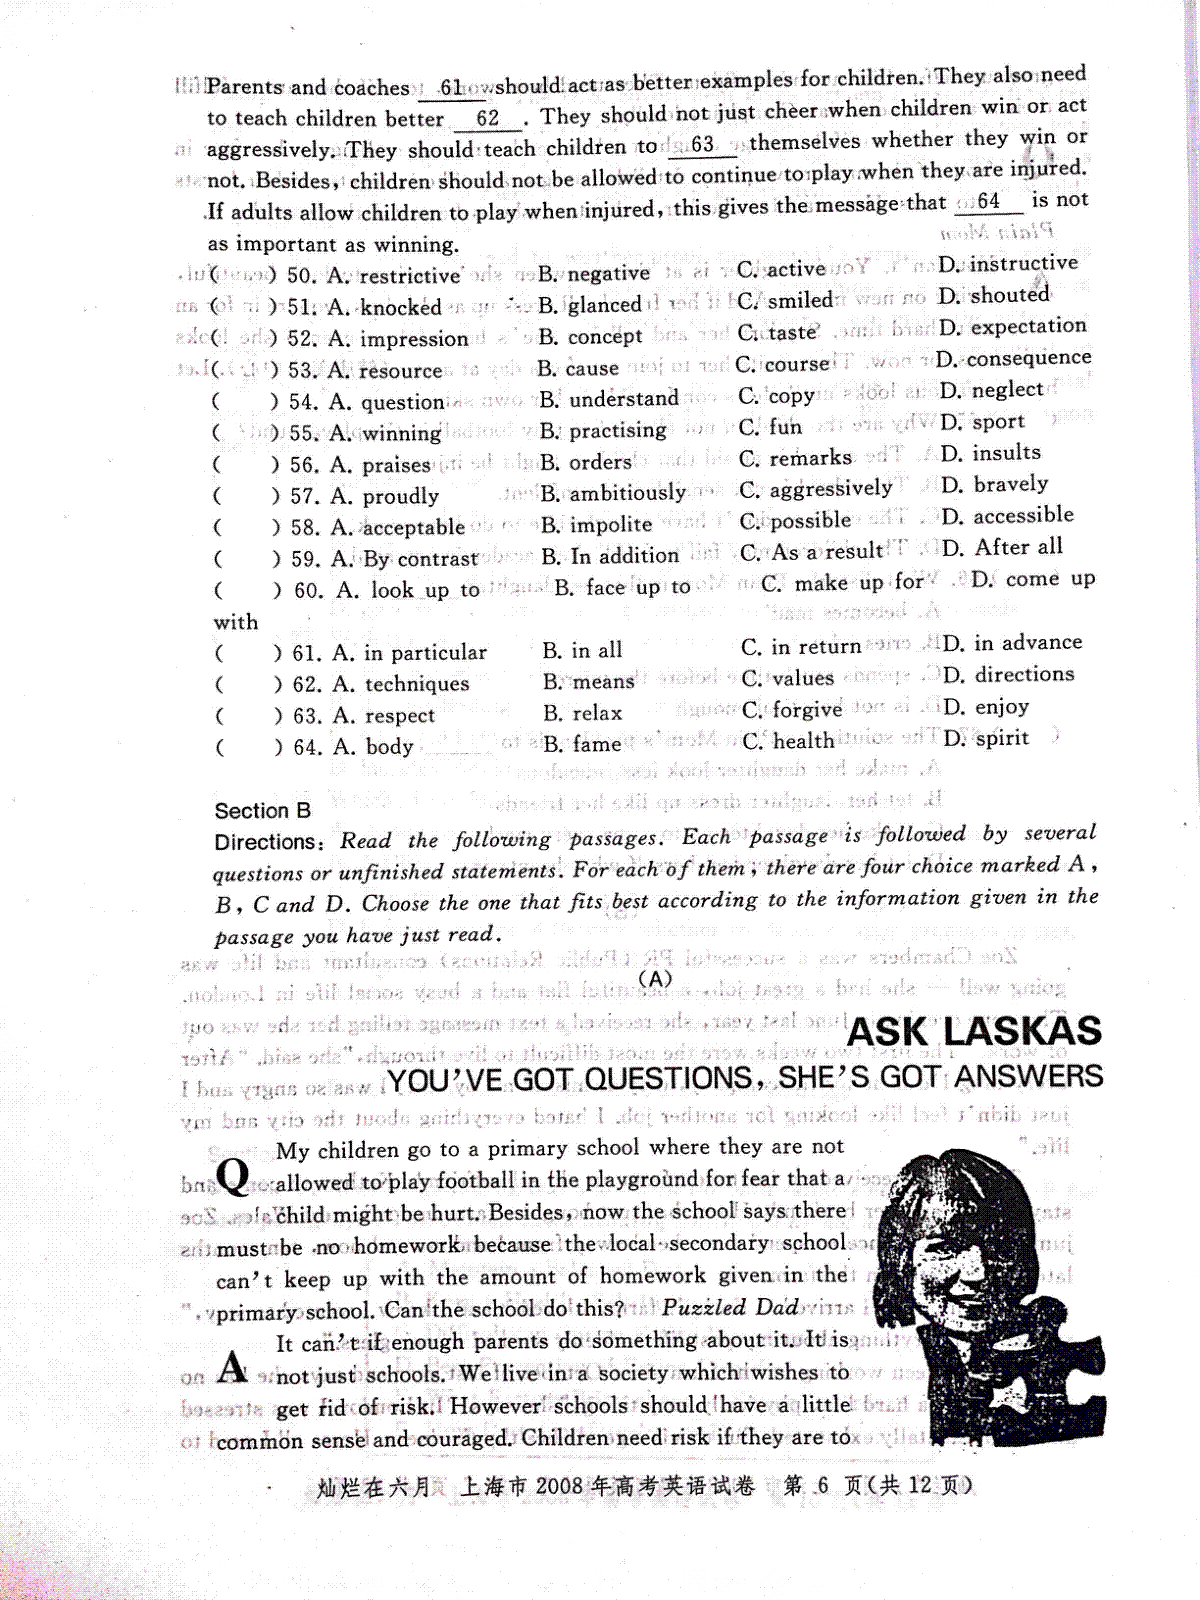 Parents and coaches 61 should act as better examples for children. They also need
to teach children better 62 . They should not just cheer when children win or act
aggressively. They should teach children to 63 themselves whether they win or
not. Besides, children should not be allowed to continue to play when they are injured.
If adults allow children to play when injured, this gives the message that 64 is not
as important as winning.
( ) 50. A. restrictive B. negative C. active D. instructive
( ) 51. A. knocked B. glanced C. smiled D. shouted
( ) 52. A. impression B. concept C. taste D. expectation
( ) 53. A. resource B. cause C. course D. consequence
( ) 54. A. question B. understand C. copy D. neglect
( ) 55. A. winning B. practising C. fun D. sport
( ) 56. A. praises B. orders C. remarks D. insults
( ) 57. A. proudly B. ambitiously C. aggressively D. bravely
( ) 58. A. acceptable B. impolite C. possible D. accessible
( ) 59. A. By contrast B. In addition C. As a result D. After all
( ) 60. A. look up to B. face up to C. make up for D. come up
with
( ) 61. A. in particular B. in all C. in return D. in advance
( ) 62. A. techniques B. means C. values D. directions
( ) 63. A. respect B. relax C. forgive D. enjoy
( ) 64. A. body B. fame C. health D. spirit
Section B
Directions: Read the following passages. Each passage is followed by several
questions or unfinished statements. For each of them, there are four choice marked A,
B, C and D. Choose the one that fits best according to the information given in the
passage you have just read.
(A)
ASK LASKAS
YOU'VE GOT QUESTIONS, SHE'S GOT ANSWERS
Q My children go to a primary school where they are not
allowed to play football in the playground for fear that a
child might be hurt. Besides, now the school says there
must be no homework because the local secondary school
can't keep up with the amount of homework given in the
primary school. Can the school do this? Puzzled Dad
A It can't if enough parents do something about it. It is
not just schools. We live in a society which wishes to
get rid of risk. However schools should have a little
common sense and couraged. Children need risk if they are to
灿烂在六月 上海市2008年高考英语试卷 第 6 页(共12页)